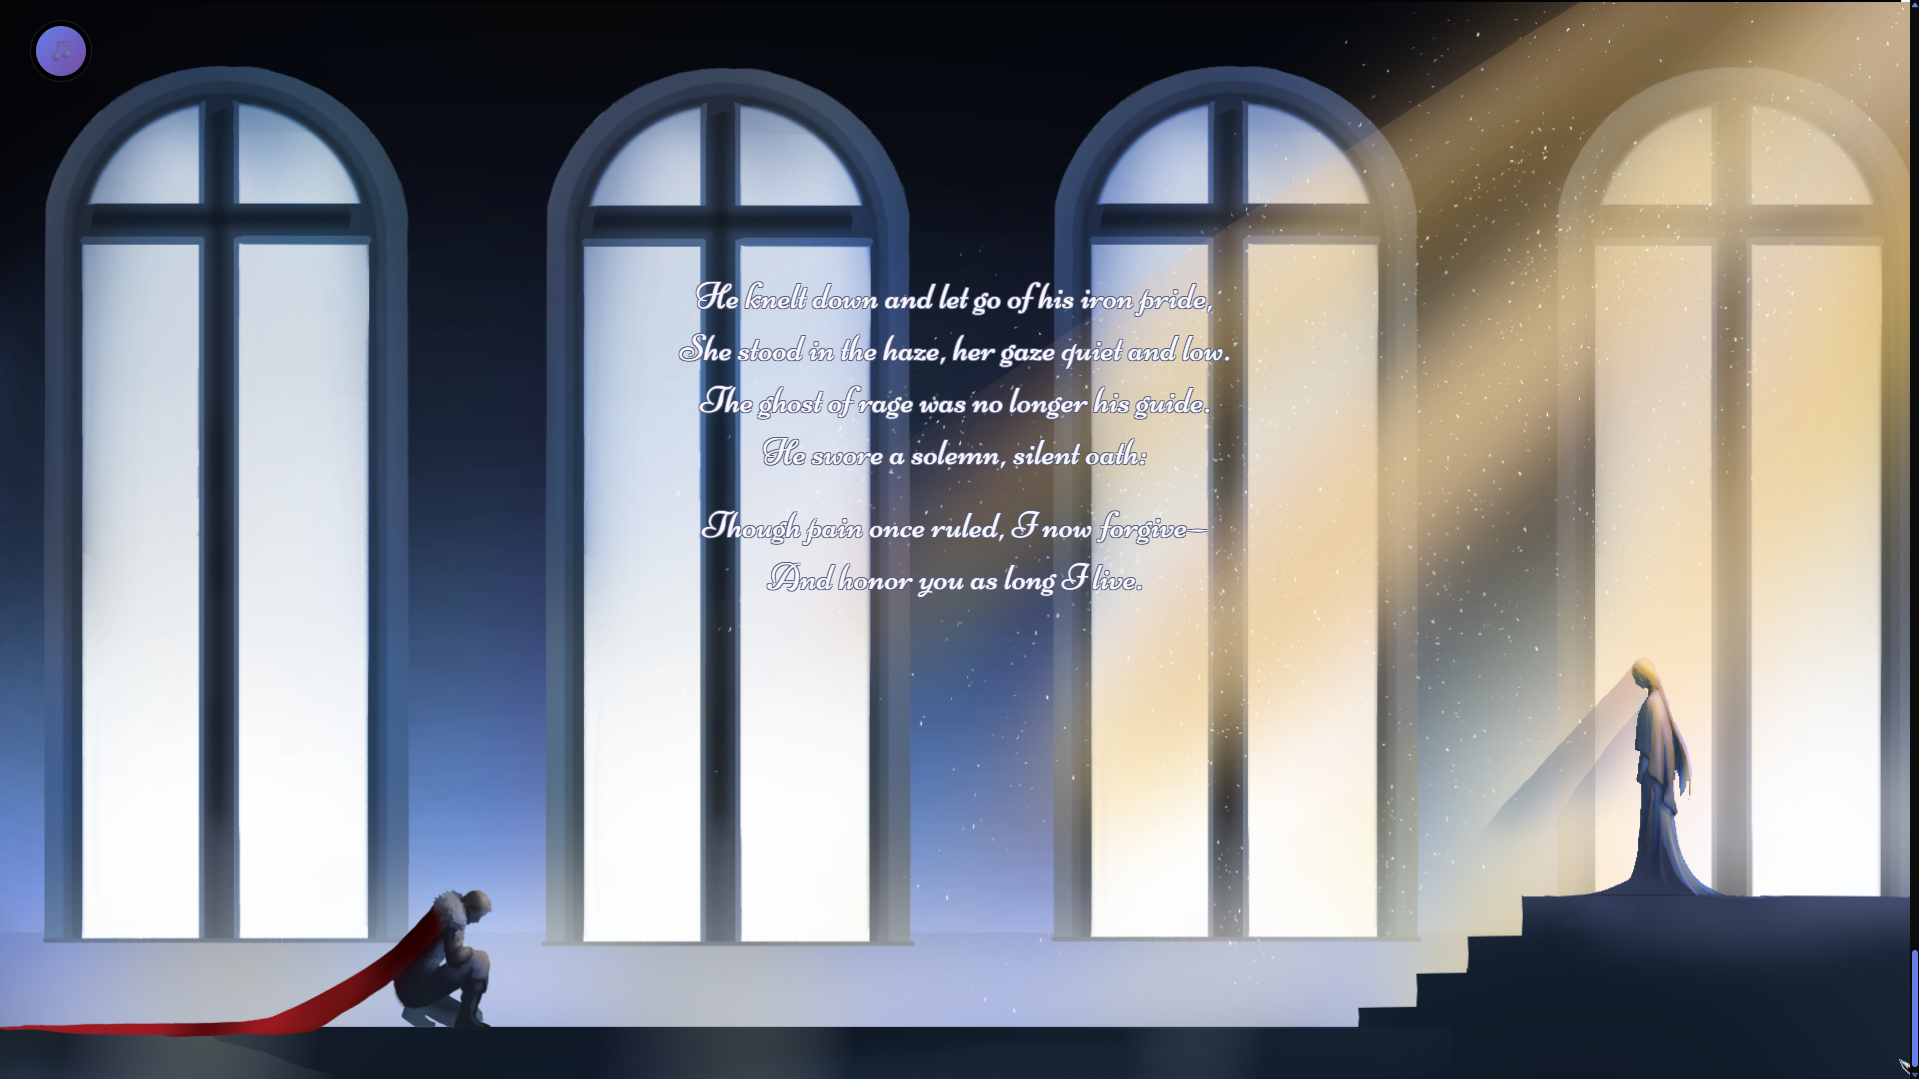 He knelt down and let go of his iron pride,
She stood in the haze, her gaze quiet and low.
The ghost of rage was no longer his guide.
He swore a solemn, silent oath:
Though pain once ruled, I now forgive—
And honor you as long I live.